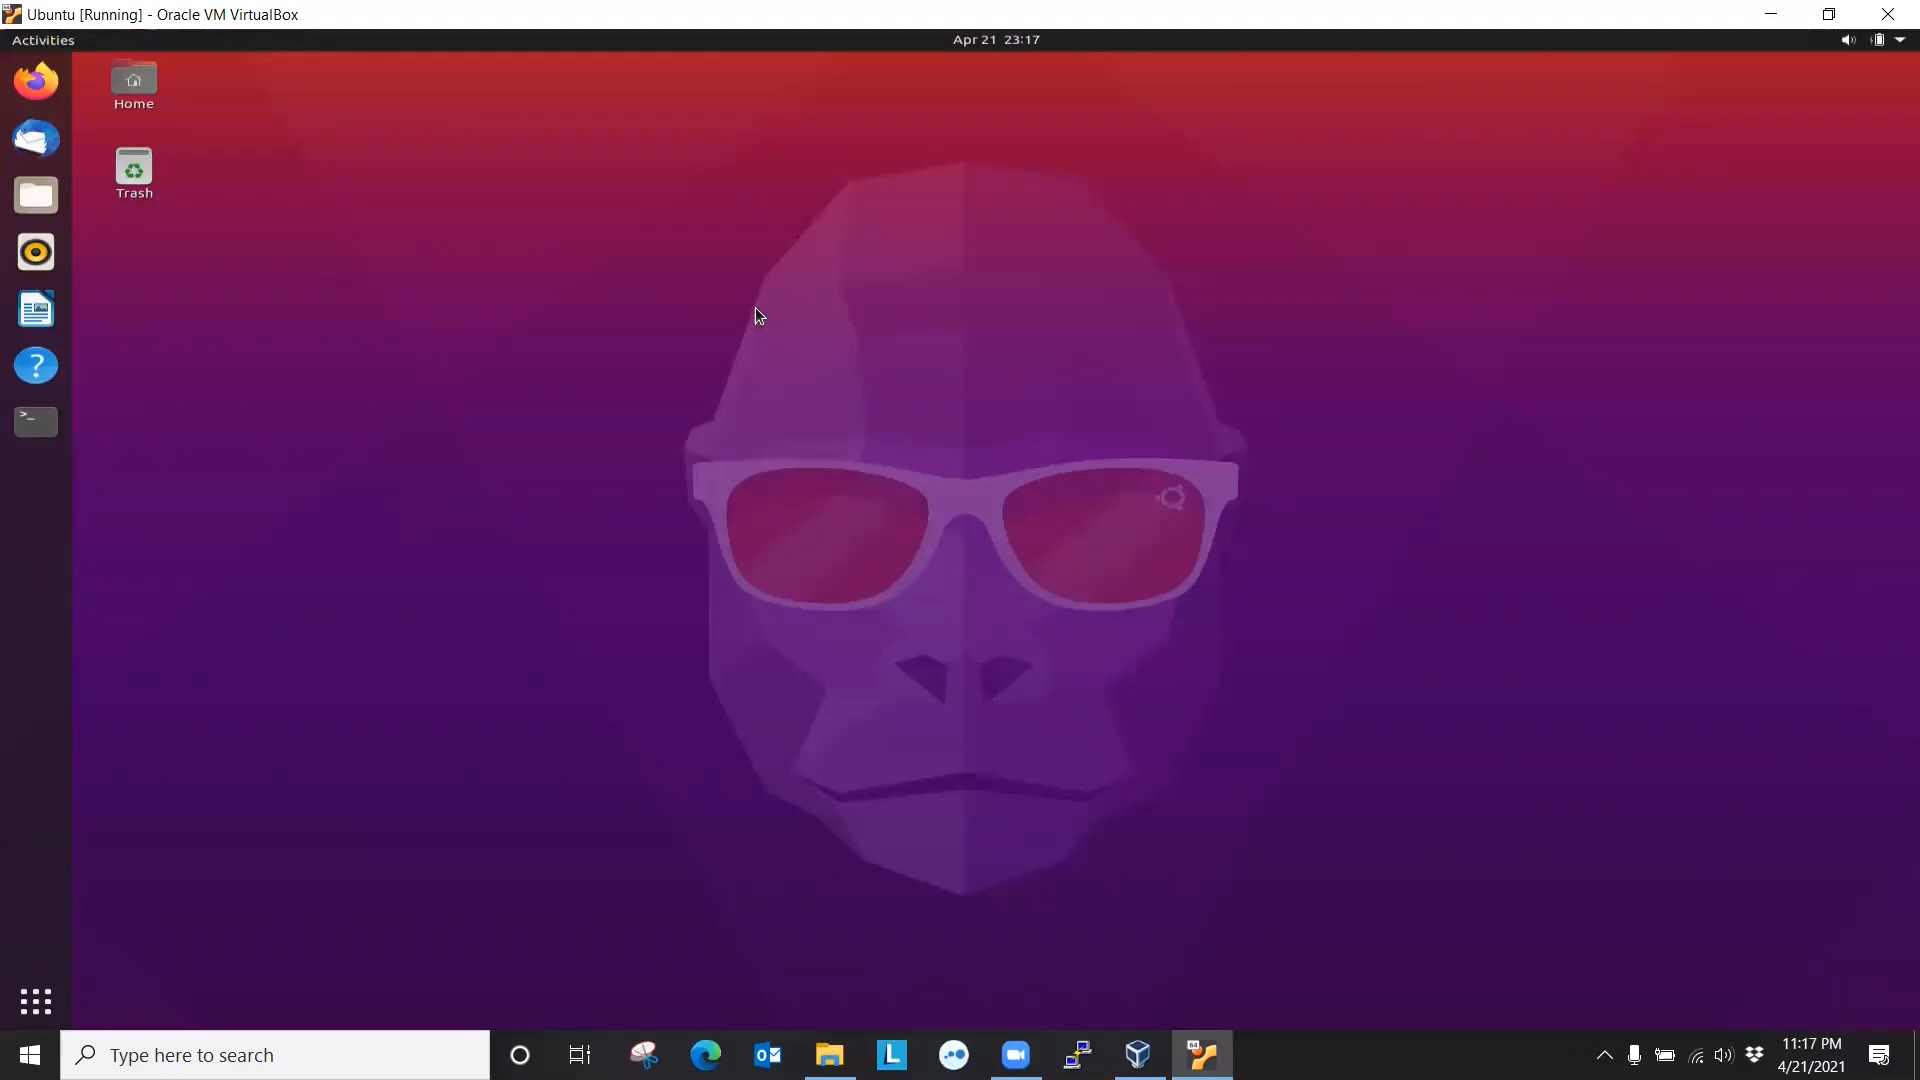 Ubuntu [Running] - Oracle VM VirtualBox
Activities
Apr 21 23:17
Home
Trash
Type here to search
11:17 PM
4/21/2021